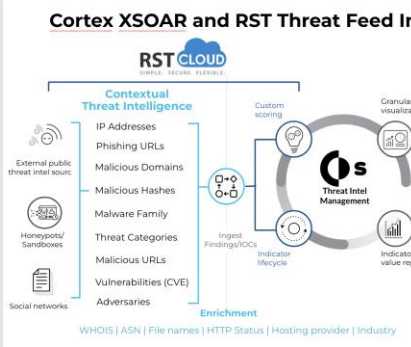 Cortex XSOAR and RST Threat Feed In
RST CLOUD
SIMPLE. SECURE. FLEXIBLE.
Contextual
Threat Intelligence
IP Addresses
Phishing URLs
Malicious Domains
Malicious Hashes
Malware Family
Threat Categories
Malicious URLs
Vulnerabilities (CVE)
Adversaries
External public
threat intel sourc
Honeypots/
Sandboxes
Social networks
Ingest
Findings/IOCs
Enrichment
WHOIS | ASN | File names | HTTP Status | Hosting provider | Industry
Custom
scoring
Granula
visualiza
Threat Intel
Management
Indicator
lifecycle
Indicato
value rep